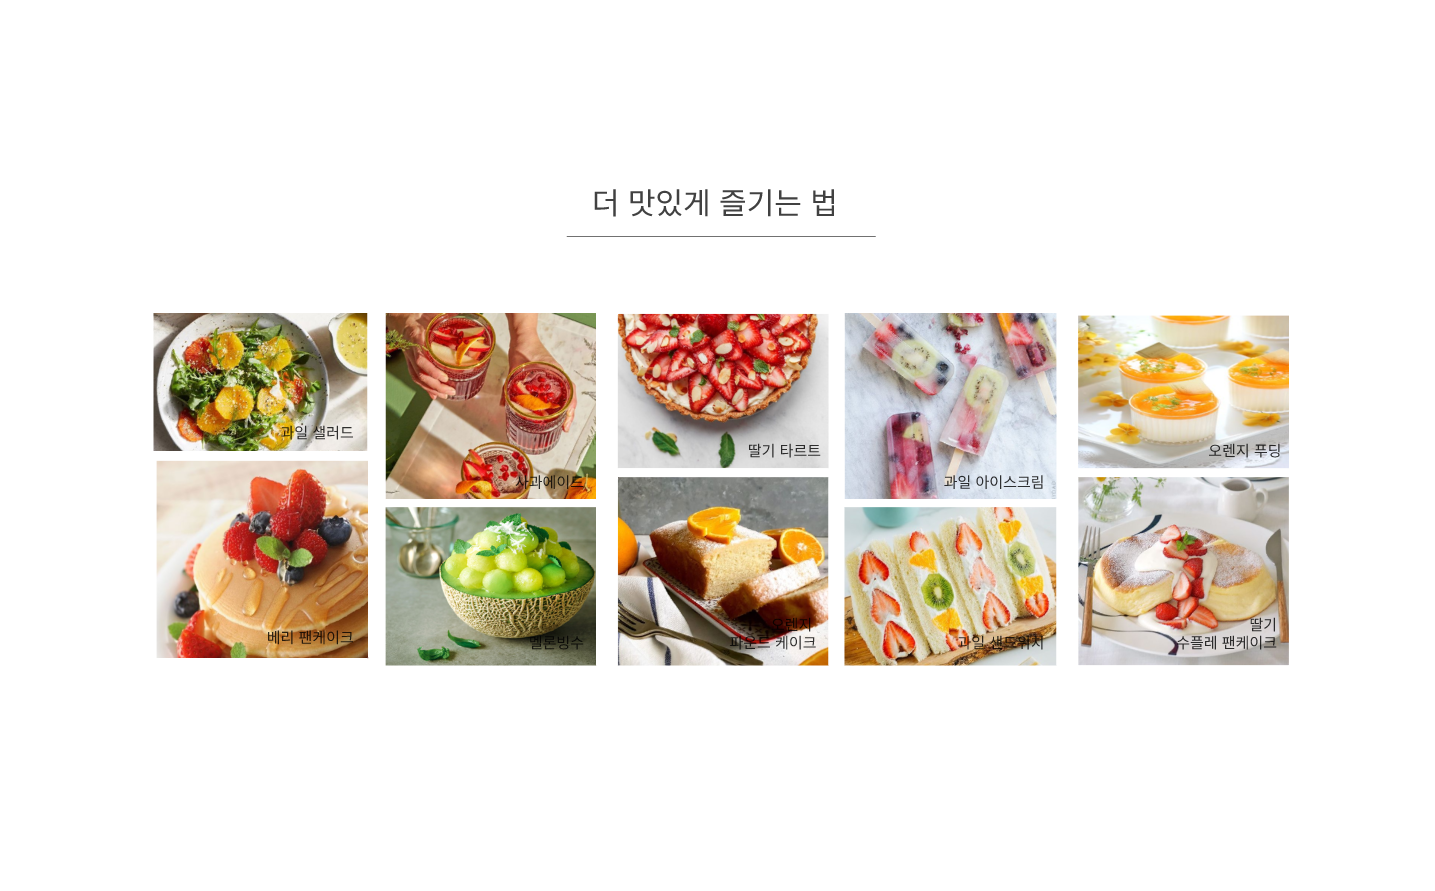 더 맛있게 즐기는 법
과일 샐러드
사과에이드
딸기 타르트
과일 아이스크림
오렌지 푸딩
베리 팬케이크
멜론빙수
오렌지
파운드 케이크
과일 샌드위치
딸기
수플레 팬케이크